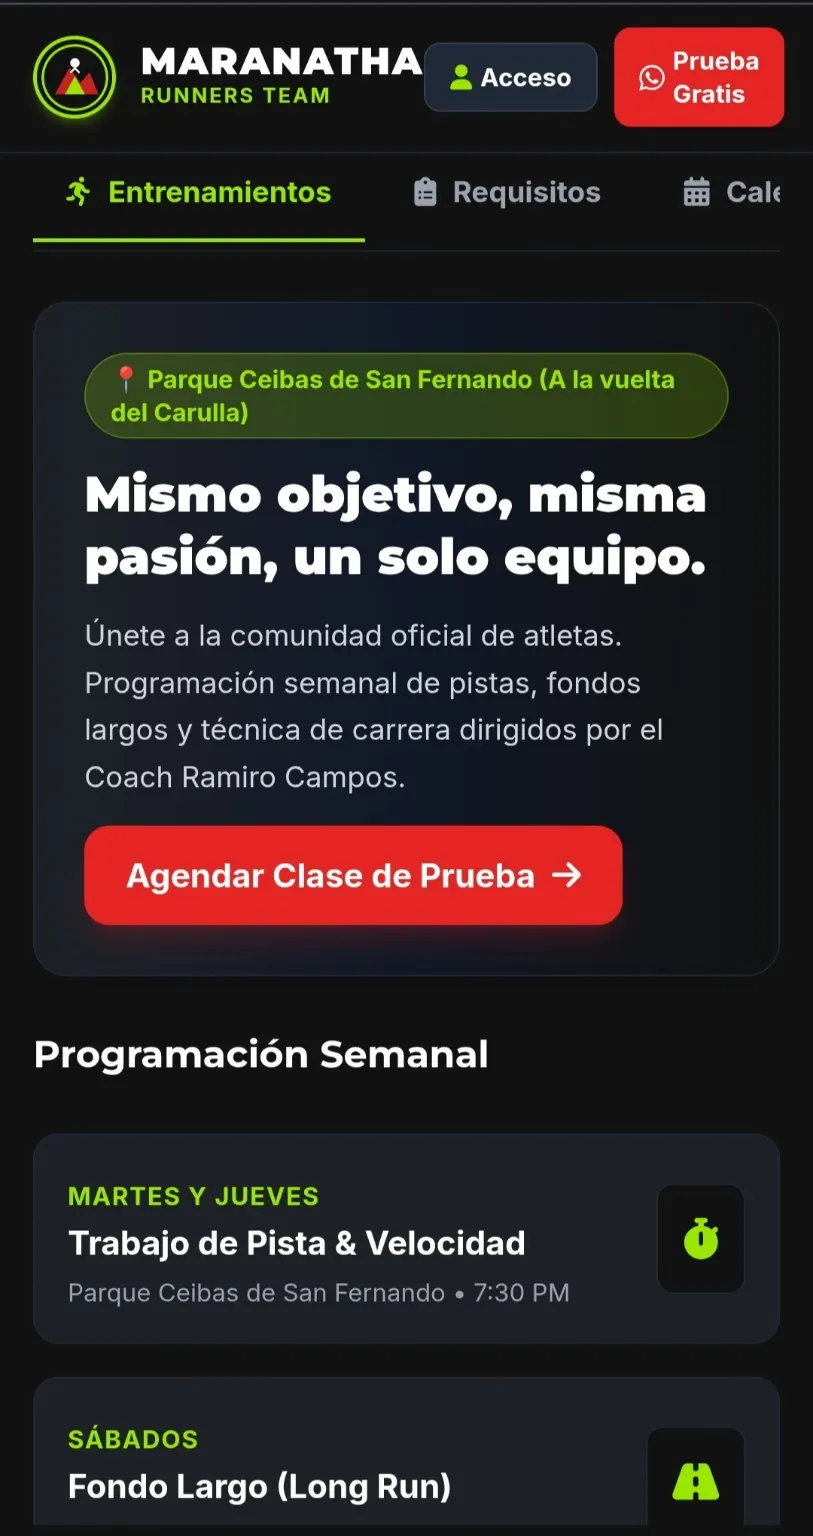 MARANATHA
RUNNERS TEAM
Acceso
Prueba
Gratis
Entrenamientos
Requisitos
Cale
📍 Parque Ceibas de San Fernando (A la vuelta
del Carulla)
Mismo objetivo, misma
pasión, un solo equipo.
Únete a la comunidad oficial de atletas.
Programación semanal de pistas, fondos
largos y técnica de carrera dirigidos por el
Coach Ramiro Campos.
Agendar Clase de Prueba →
Programación Semanal
MARTES Y JUEVES
Trabajo de Pista & Velocidad
Parque Ceibas de San Fernando • 7:30 PM
SÁBADOS
Fondo Largo (Long Run)